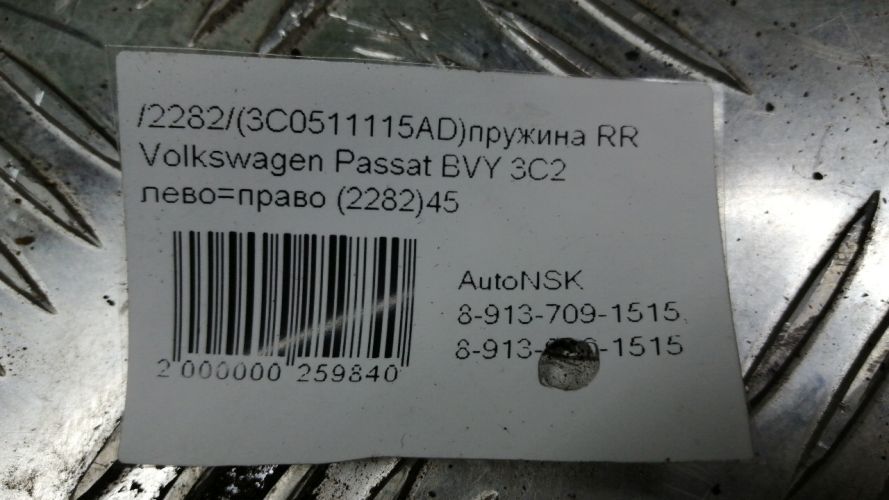 /2282/(3C0511115AD)пружина RR
Volkswagen Passat BVY 3C2
лево=право (2282)45
AutoNSK
8-913-709-1515
2 000000 259840